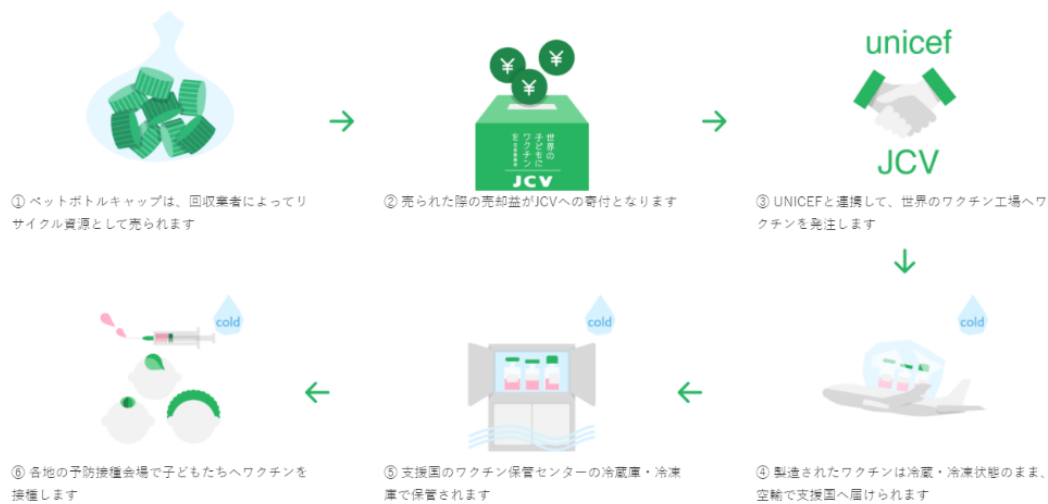 unicef
JCV
¥
¥
¥
世界の
子どもに
ワクチン
を
JCV
① ペットボトルキャップは、回収業者によってリ
サイクル資源として売られます
②売られた際の売却益がJCVへの寄付となります
③ UNICEFと連携して、世界のワクチン工場へワ
クチンを発注します
cold
cold
cold
⑥ 各地の予防接種会場で子どもたちへワクチンを
接種します
⑤ 支援国のワクチン保管センターの冷蔵庫・冷凍
庫で保管されます
④ 製造されたワクチンは冷蔵・冷凍状態のまま、
空輸で支援国へ届けられます